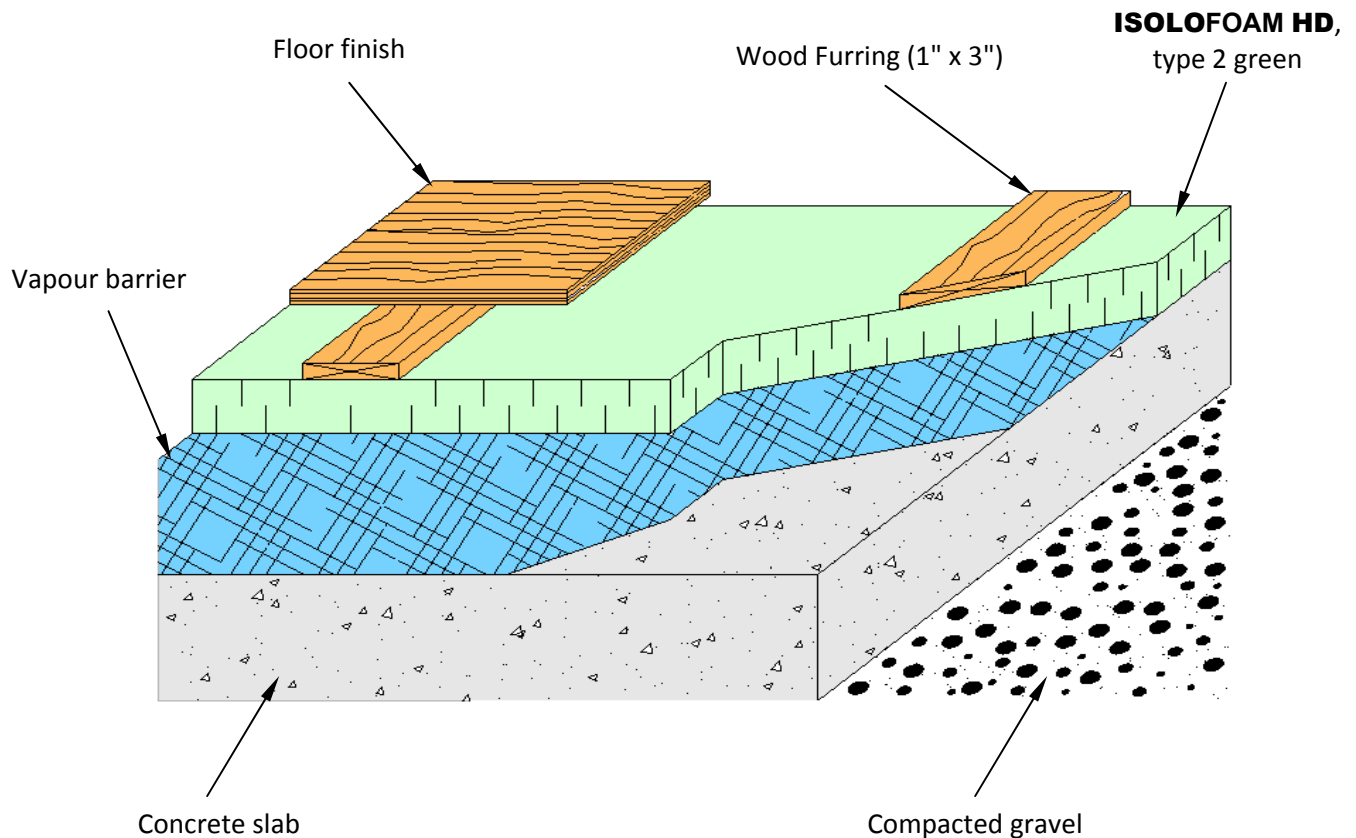 ISOLOFOAM HD,
type 2 green
Floor finish
Wood Furring (1" x 3")
Vapour barrier
Concrete slab
Compacted gravel